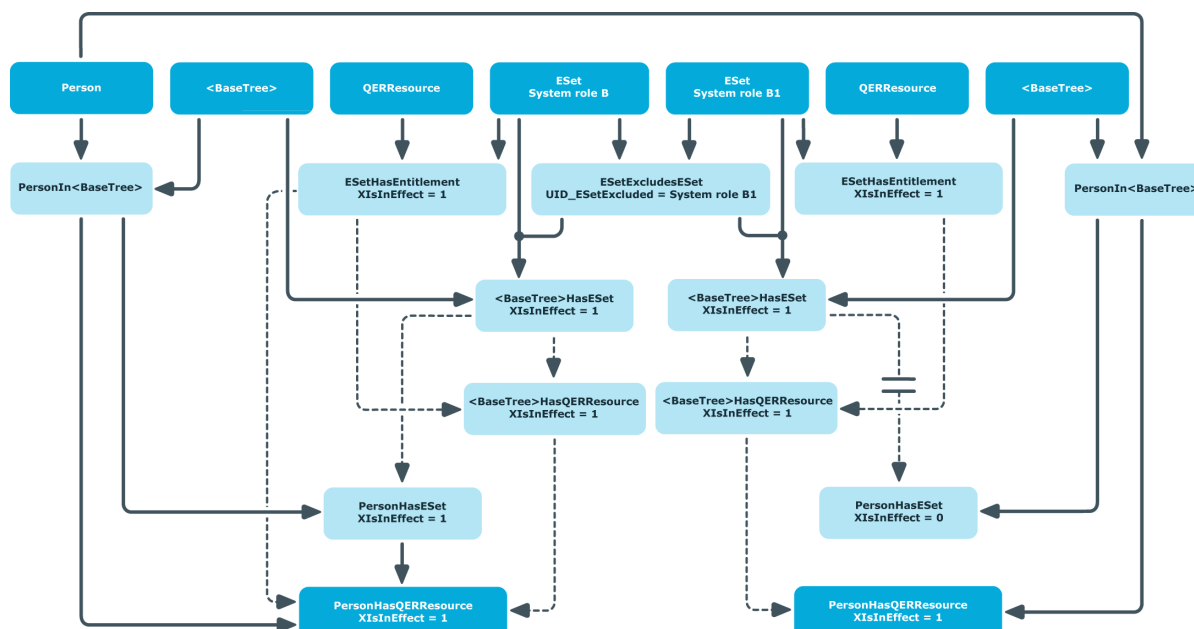 Person
<BaseTree>
QERResource
ESet
System role B
ESet
System role B1
QERResource
<BaseTree>
PersonIn<BaseTree>
ESetHasEntitlement
XIsInEffect = 1
ESetExcludesESet
UID_ESetExcluded = System role B1
ESetHasEntitlement
XIsInEffect = 1
PersonIn<BaseTree>
<BaseTree>HasESet
XIsInEffect = 1
<BaseTree>HasESet
XIsInEffect = 1
<BaseTree>HasQERResource
XIsInEffect = 1
<BaseTree>HasQERResource
XIsInEffect = 1
PersonHasESet
XIsInEffect = 1
PersonHasESet
XIsInEffect = 0
PersonHasQERResource
XIsInEffect = 1
PersonHasQERResource
XIsInEffect = 1